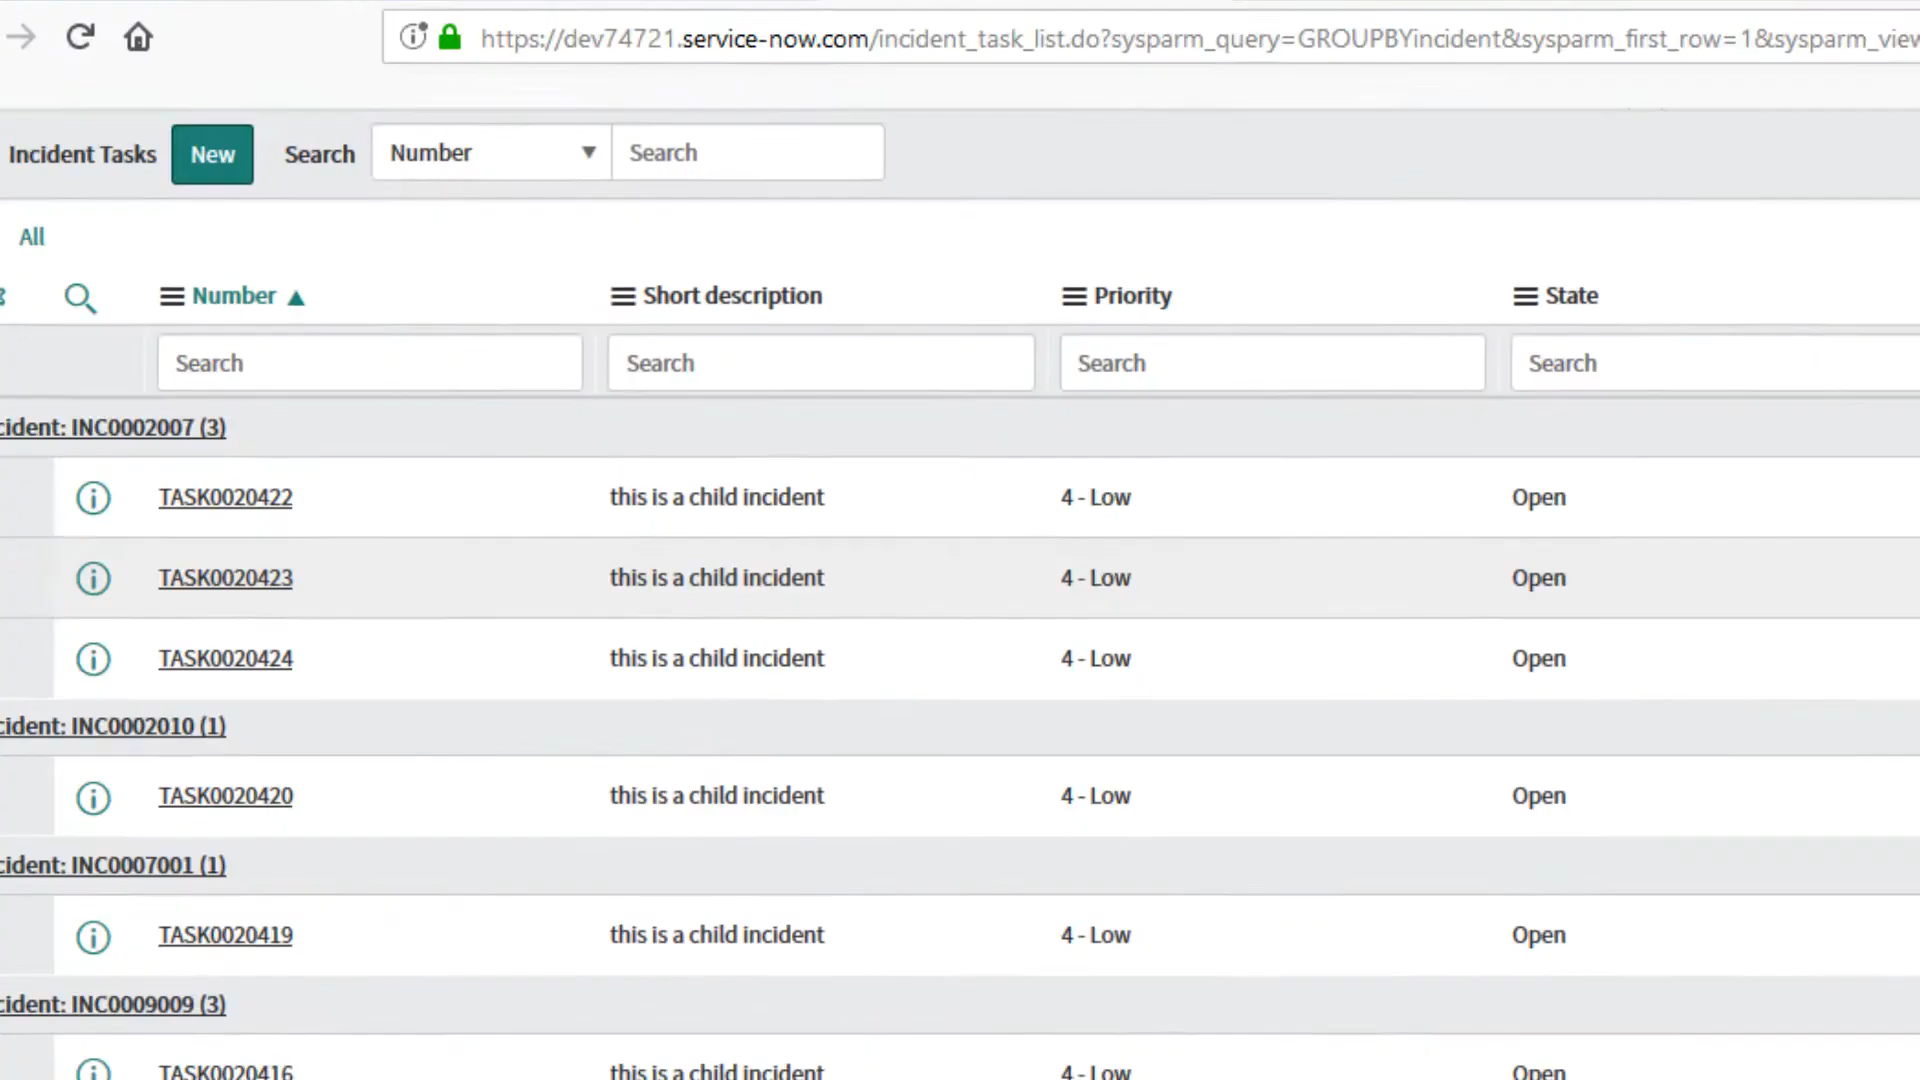 https://dev74721.service-now.com/incident_task_list.do?sysparm_query=GROUPBYincident&sysparm_first_row=1&sysparm_view
Incident Tasks New Search Number Search
All
Number Short description Priority State
Search Search Search Search
cident: INC0002007 (3)
TASK0020422 this is a child incident 4 - Low Open
TASK0020423 this is a child incident 4 - Low Open
TASK0020424 this is a child incident 4 - Low Open
cident: INC0002010 (1)
TASK0020420 this is a child incident 4 - Low Open
cident: INC0007001 (1)
TASK0020419 this is a child incident 4 - Low Open
cident: INC0009009 (3)
TASK0020416 this is a child incident 4 - Low Open